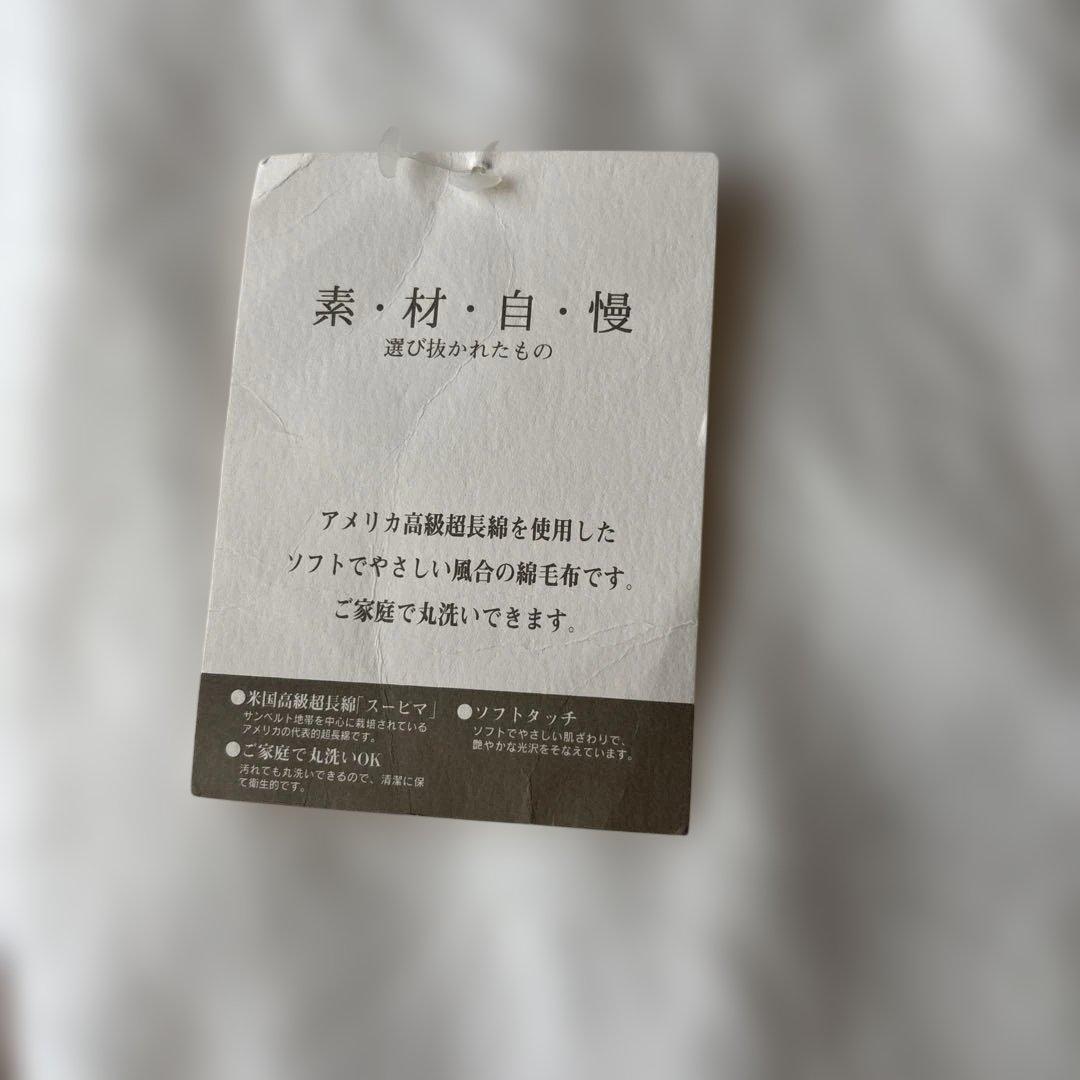 素・材・自・慢
選び抜かれたもの
アメリカ高級超長綿を使用した
ソフトでやさしい風合の綿毛布です。
ご家庭で丸洗いできます。
●米国高級超長綿「スーピマ」
サンベルト地帯を中心に栽培されている
アメリカの代表的超長綿です。
●ご家庭で丸洗いOK
汚れても丸洗いできるので、清潔に保
て衛生的です。
●ソフトタッチ
ソフトでやさしい肌ざわりで、
艶やかな光沢をそなえています。